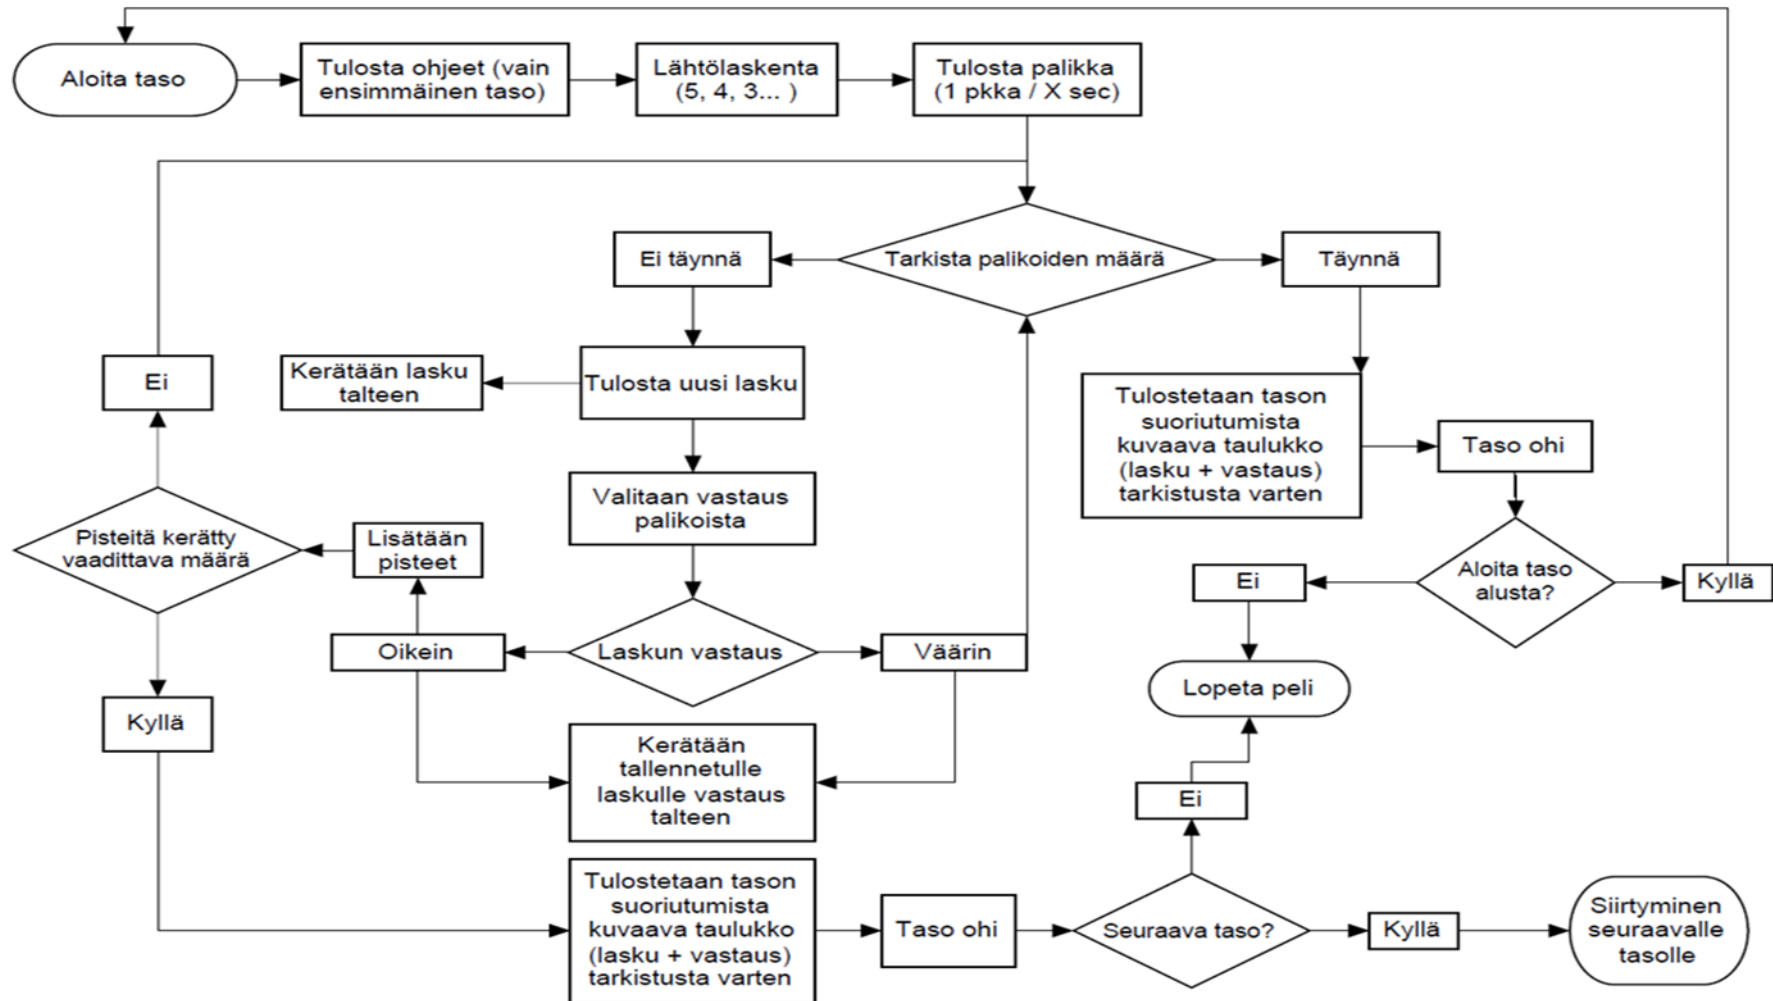 Aloita taso
Tulosta ohjeet (vain
ensimmäinen taso)
Lähtölaskenta
(5, 4, 3... )
Tulosta palikka
(1 pkka / X sec)
Ei täynnä
Tarkista palikoiden määrä
Täynnä
Ei
Kerätään lasku
talteen
Tulosta uusi lasku
Tulostetaan tason
suoriutumista
kuvaava taulukko
(lasku + vastaus)
tarkistusta varten
Taso ohi
Valitaan vastaus
palikoista
Pisteitä kerätty
vaadittava määrä
Lisätään
pisteet
Ei
Aloita taso
alusta?
Kyllä
Oikein
Laskun vastaus
Väärin
Lopeta peli
Kyllä
Kerätään
tallennetulle
laskulle vastaus
talteen
Ei
Tulostetaan tason
suoriutumista
kuvaava taulukko
(lasku + vastaus)
tarkistusta varten
Taso ohi
Seuraava taso?
Kyllä
Siirtyminen
seuraavalle
tasolle